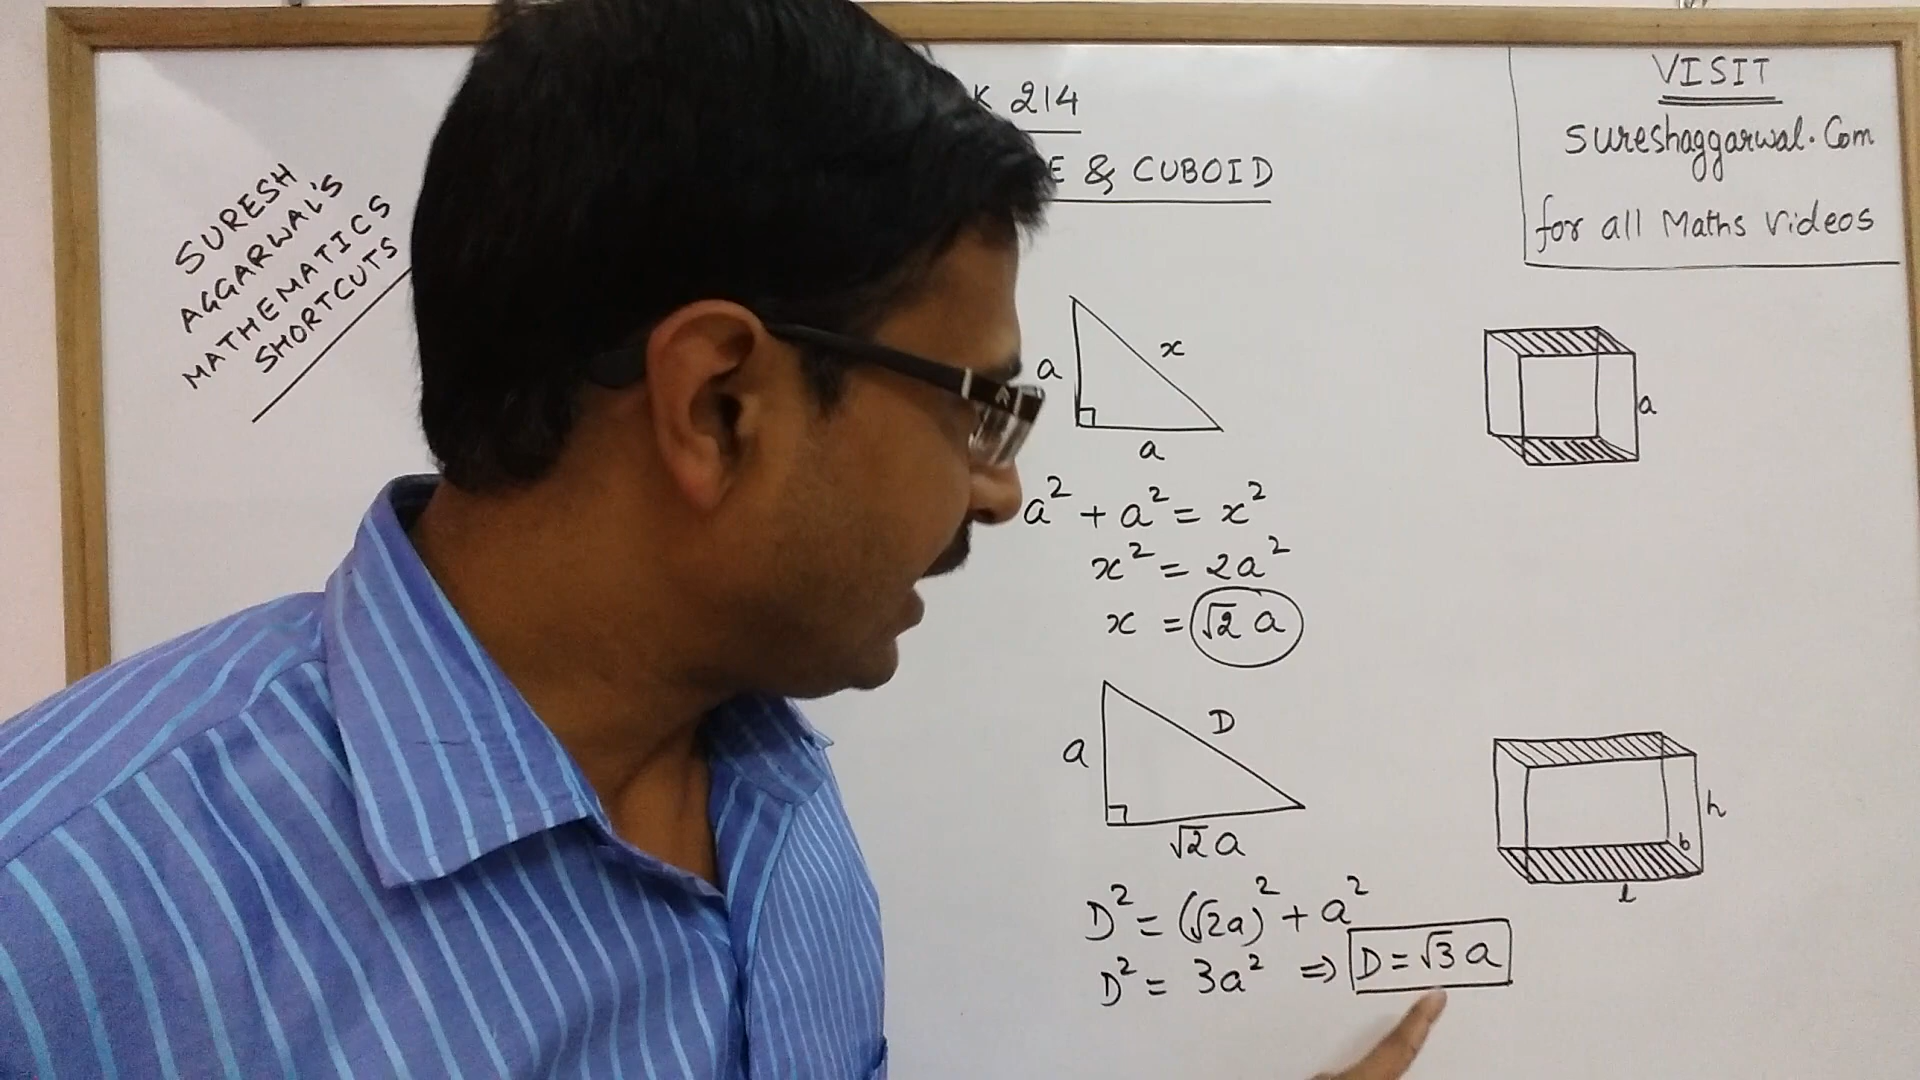 SURESH
AGGARWAL'S
MATHEMATICS
SHORTCUTS
K 214
E & CUBOID
VISIT
sureshaggarwal.com
for all Maths Videos
a
x
a
a² + a² = x²
x² = 2a²
x = √2 a
a
D
√2 a
D² = (√2a)² + a²
D² = 3a² ⇒ D = √3 a
a
h
b
l